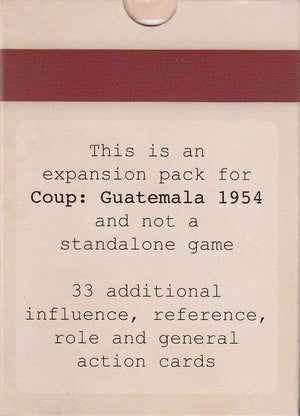 This is an
expansion pack for
Coup: Guatemala 1954
and not a
standalone game
33 additional
influence, reference,
role and general
action cards